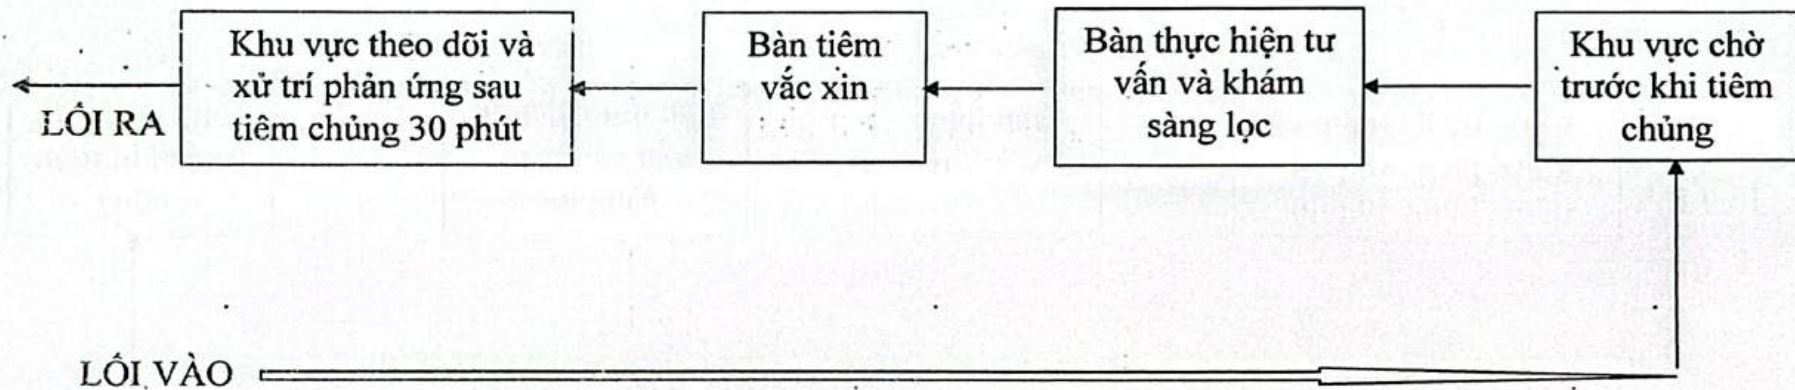 Khu vực theo dõi và
xử trí phản ứng sau
tiêm chủng 30 phút
Bàn tiêm
vắc xin
Bàn thực hiện tư
vấn và khám
sàng lọc
Khu vực chờ
trước khi tiêm
chủng
LỐI RA
LỐI VÀO